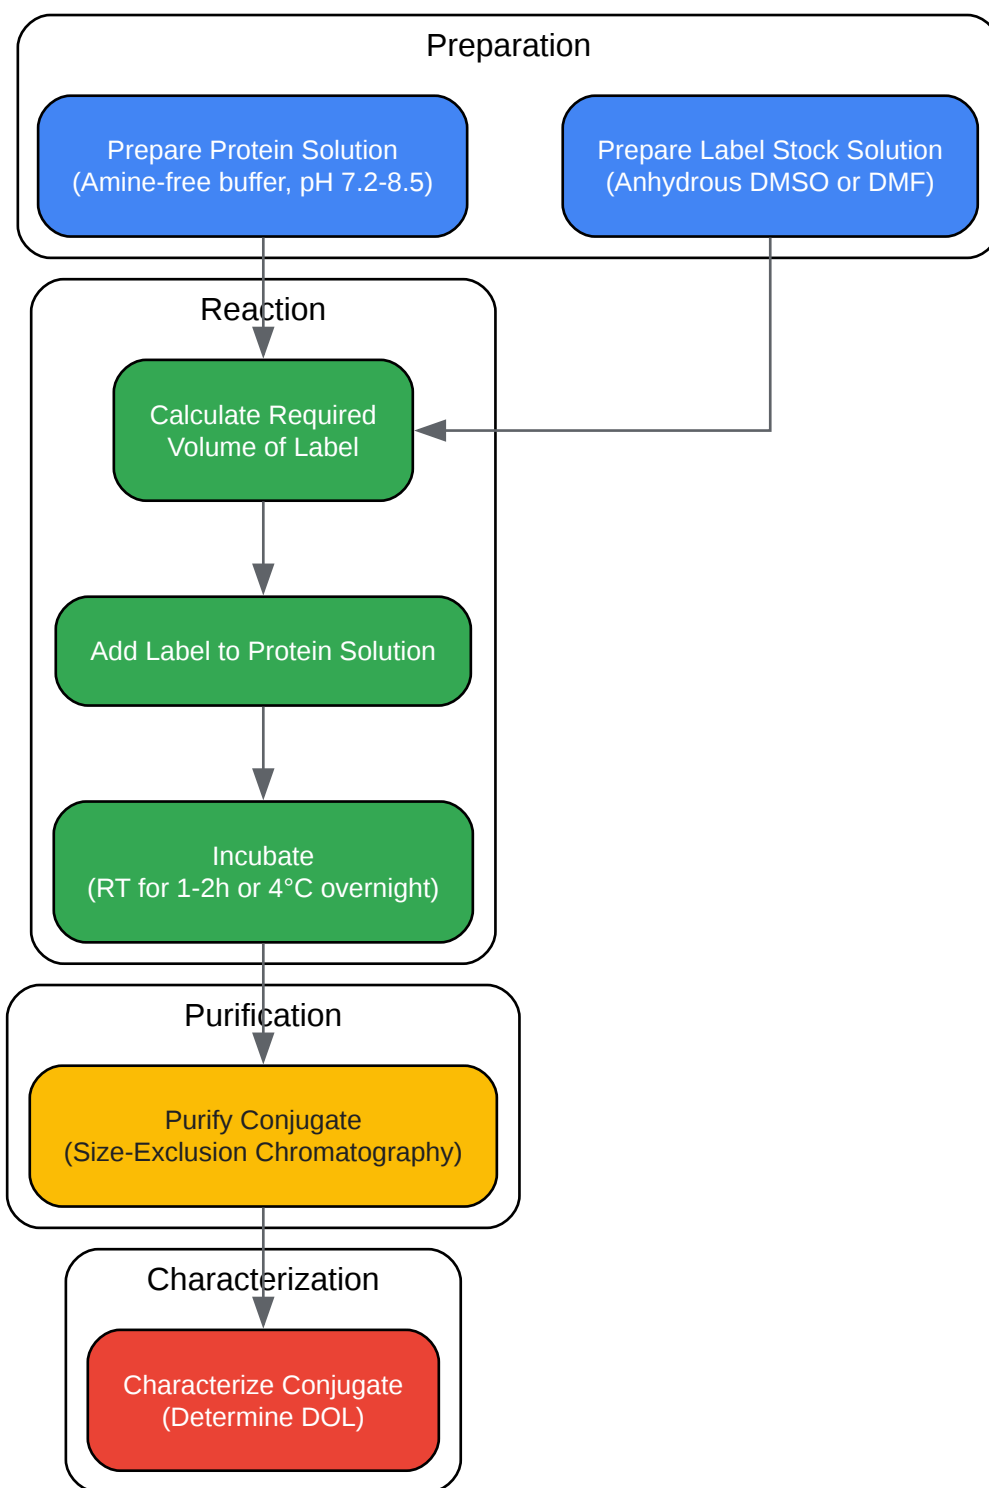 Preparation
Prepare Protein Solution
(Amine-free buffer, pH 7.2-8.5)
Prepare Label Stock Solution
(Anhydrous DMSO or DMF)
Reaction
Calculate Required
Volume of Label
Add Label to Protein Solution
Incubate
(RT for 1-2h or 4°C overnight)
Purification
Purify Conjugate
(Size-Exclusion Chromatography)
Characterization
Characterize Conjugate
(Determine DOL)